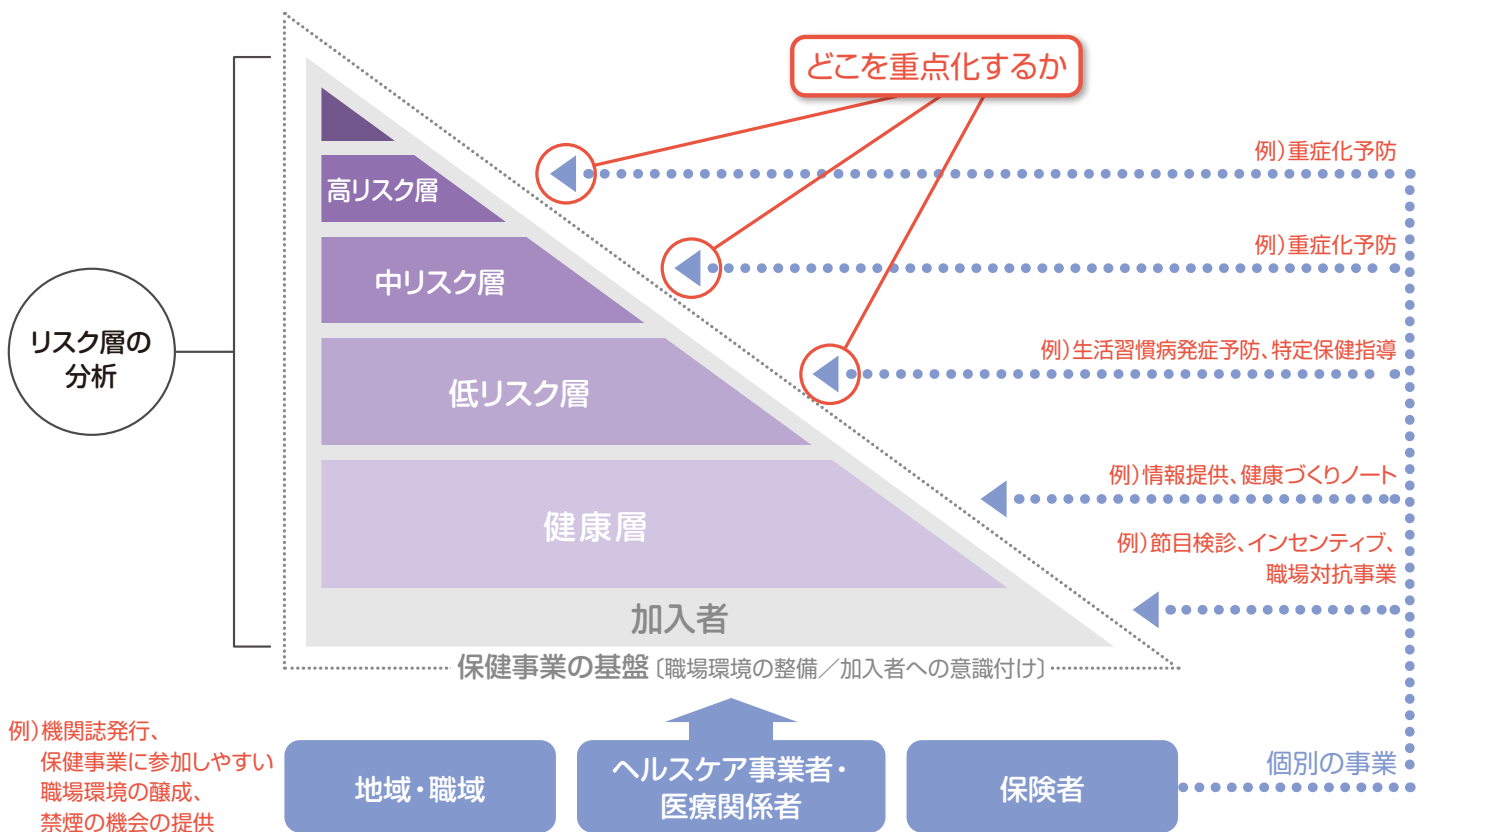 どこを重点化するか
例）重症化予防
高リスク層
例）重症化予防
中リスク層
リスク層の
分析
例）生活習慣病発症予防、特定保健指導
低リスク層
例）情報提供、健康づくりノート
健康層
例）節目検診、インセンティブ、
職場対抗事業
加入者
保健事業の基盤〔職場環境の整備／加入者への意識付け〕
例）機関誌発行、
保健事業に参加しやすい
職場環境の醸成、
禁煙の機会の提供
地域・職域
ヘルスケア事業者・
医療関係者
保険者
個別の事業